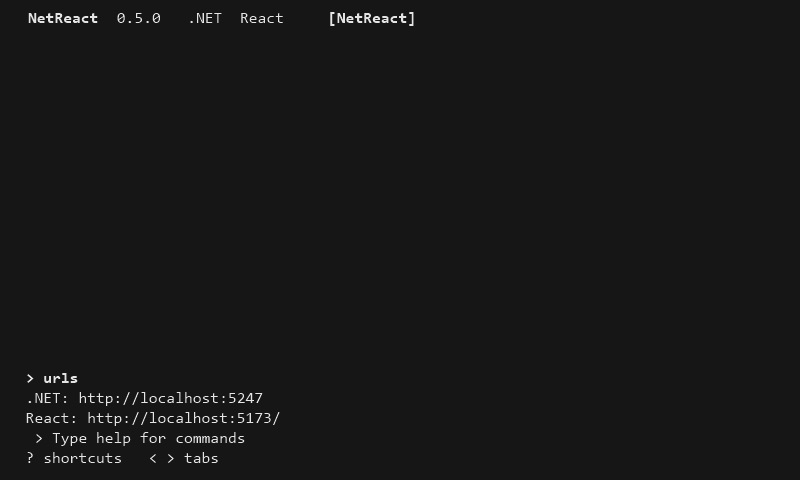 NetReact 0.5.0 .NET React [NetReact]
> urls
.NET: http://localhost:5247
React: http://localhost:5173/
> Type help for commands
? shortcuts < > tabs